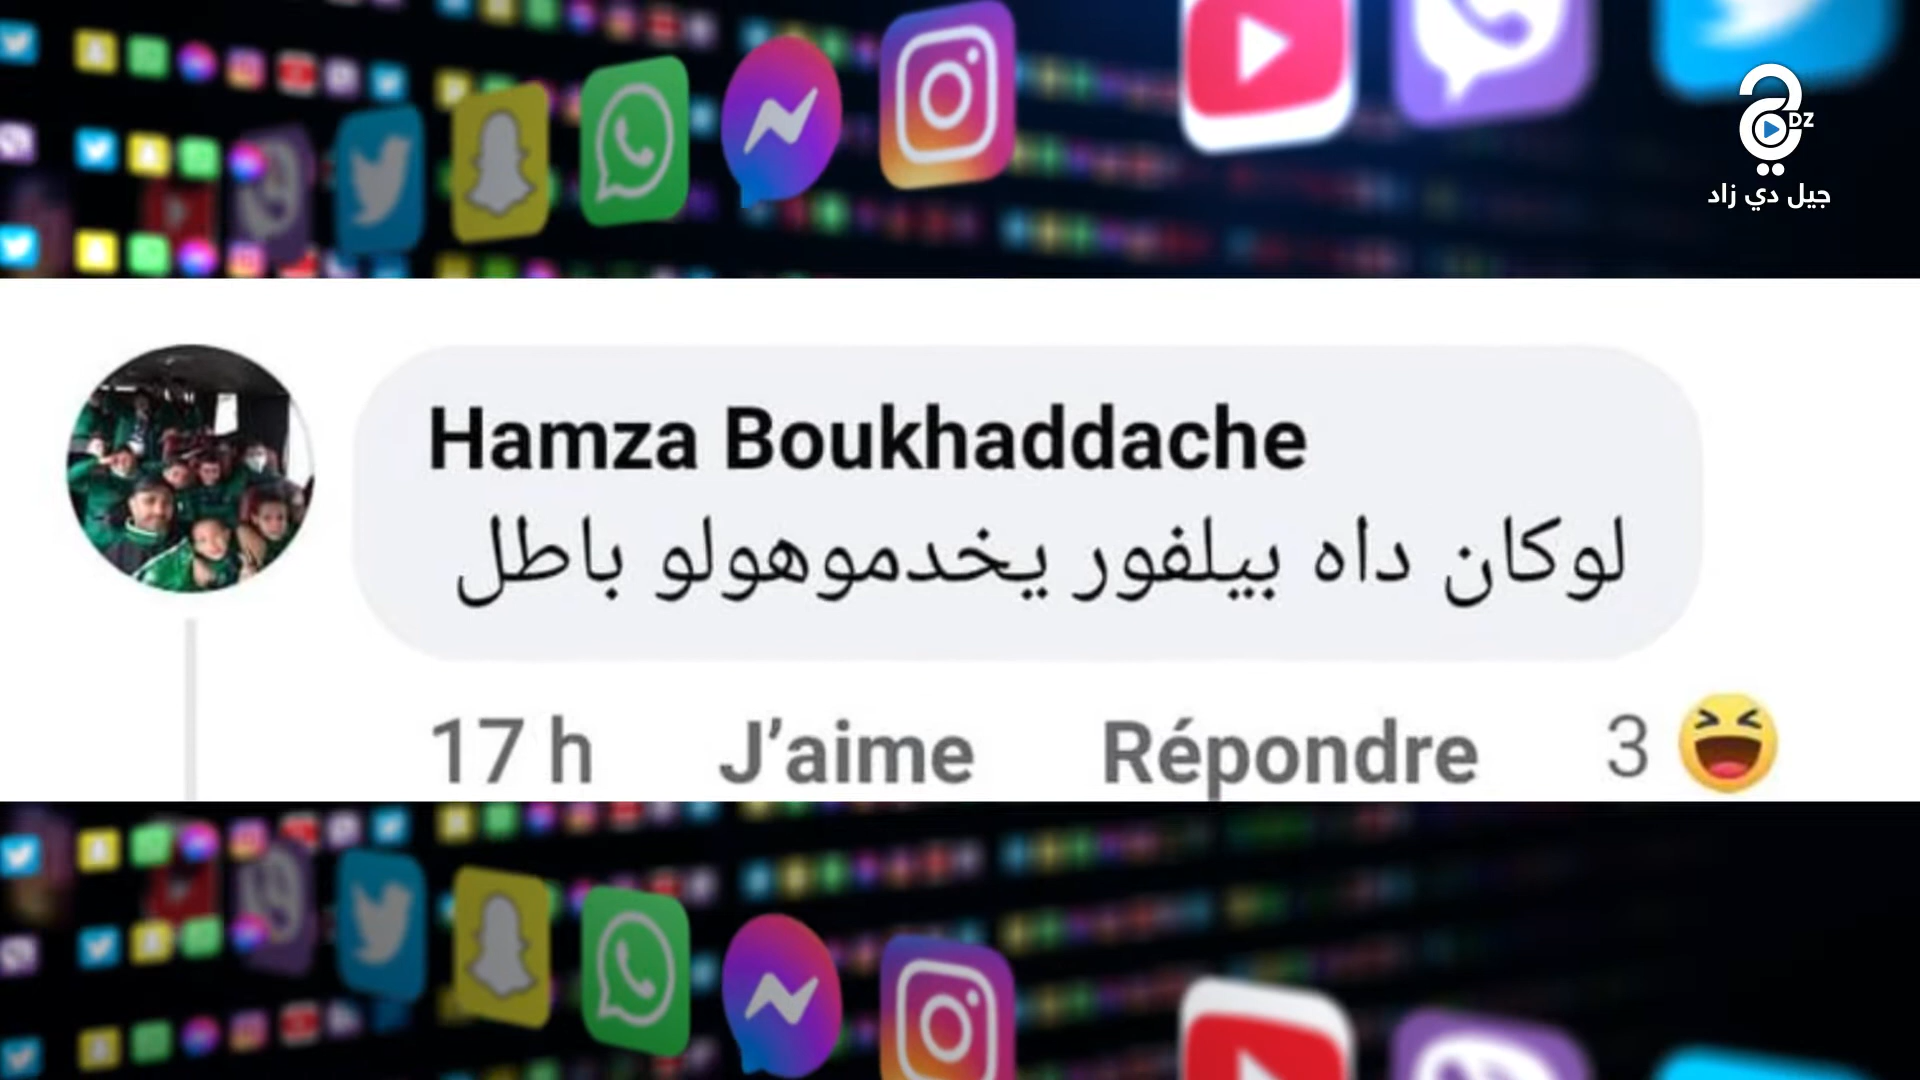 DZ
جيل دي زاد
Hamza Boukhaddache
لوكان داه بيلفور يخدموهولو باطل
17 h J’aime Répondre 3